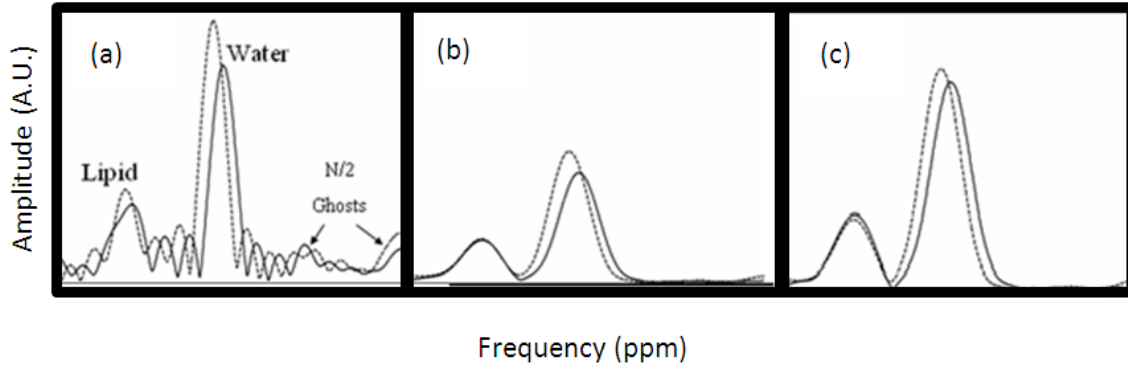 Amplitude (A.U.)
(a)
Water
Lipid
N/2
Ghosts
(b)
(c)
Frequency (ppm)